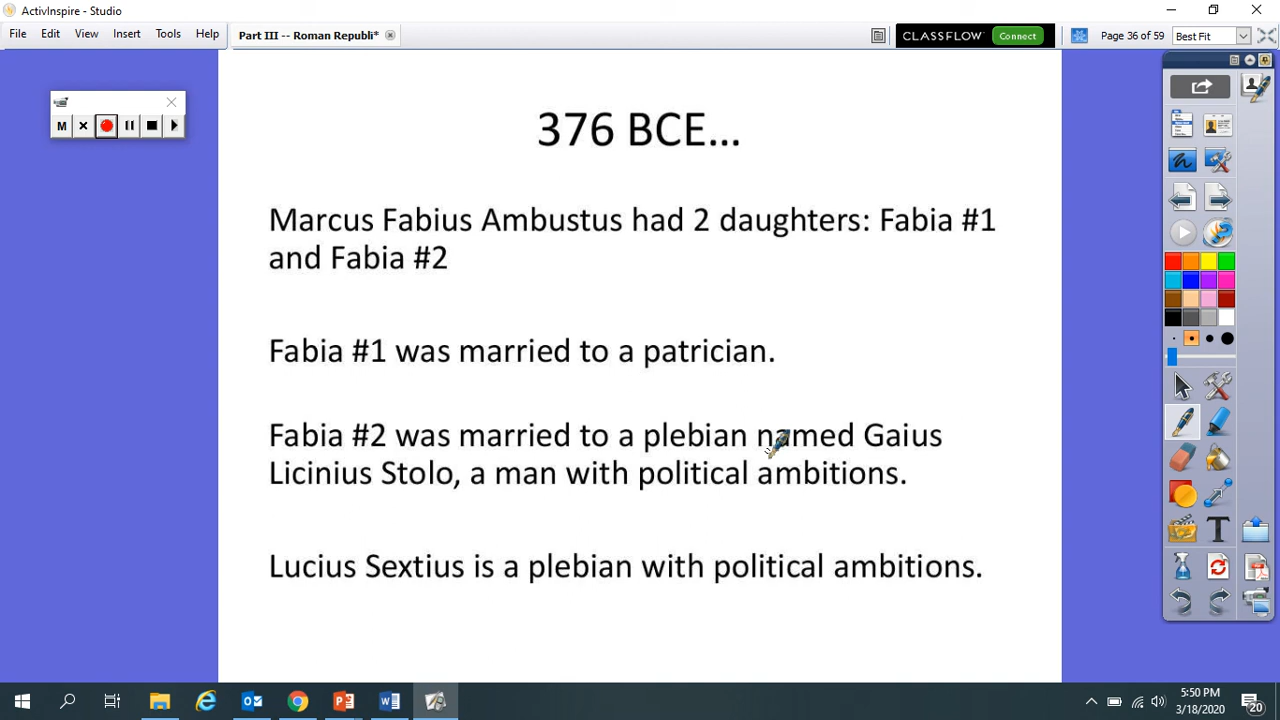 ActivInspire - Studio
File Edit View Insert Tools Help
Part III -- Roman Republi*
CLASSFLOW Connect
Page 36 of 59
Best Fit
M
376 BCE...
Marcus Fabius Ambustus had 2 daughters: Fabia #1
and Fabia #2
Fabia #1 was married to a patrician.
Fabia #2 was married to a plebian named Gaius
Licinius Stolo, a man with political ambitions.
Lucius Sextius is a plebian with political ambitions.
T
5:50 PM
3/18/2020
20